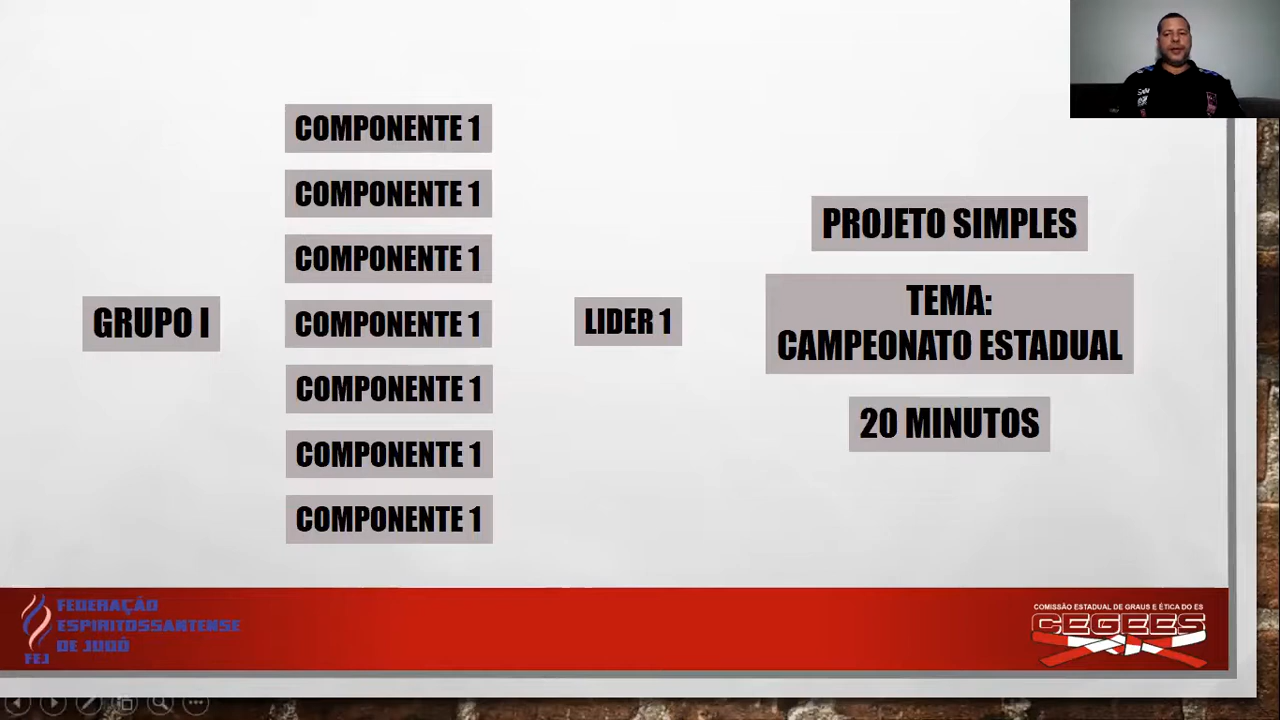 GRUPO I
COMPONENTE 1
COMPONENTE 1
COMPONENTE 1
COMPONENTE 1
COMPONENTE 1
COMPONENTE 1
COMPONENTE 1
LIDER 1
PROJETO SIMPLES
TEMA:
CAMPEONATO ESTADUAL
20 MINUTOS
FEDERAÇÃO
ESPIRITOSSANTENSE
DE JUDÔ
FEJ
COMISSÃO ESTADUAL DE GRAUS E ÉTICA DO ES
CEGEES